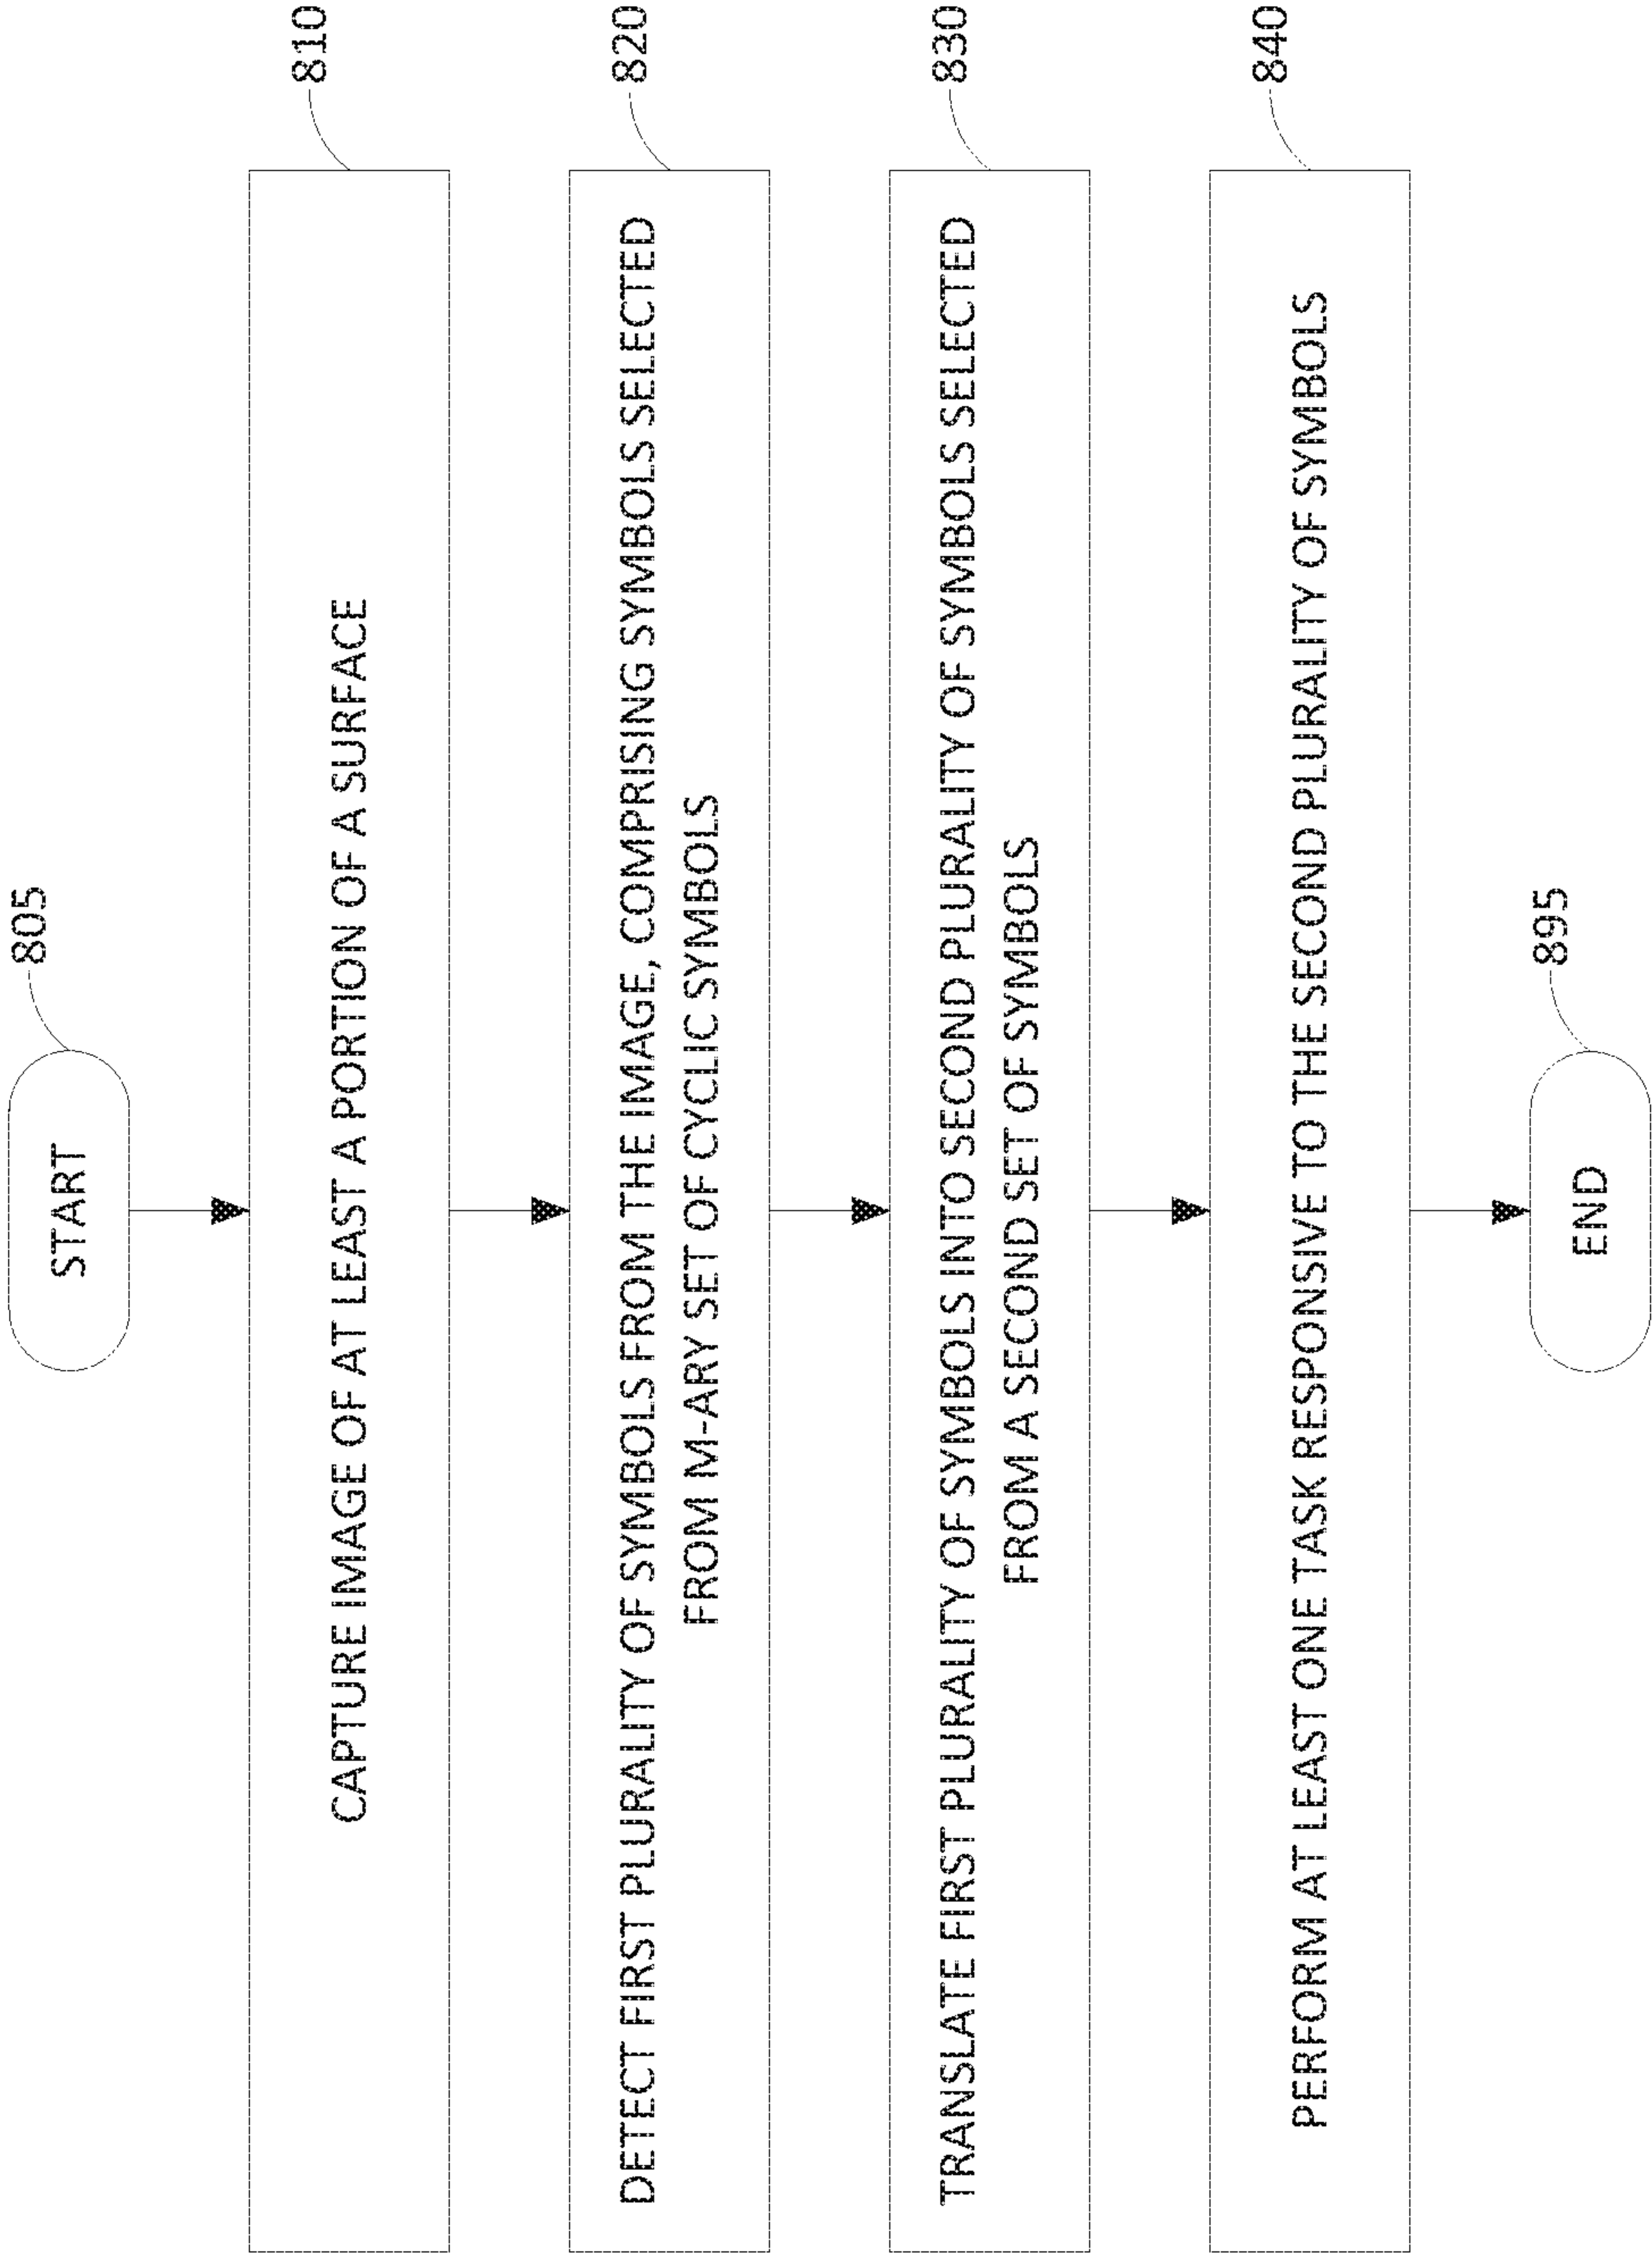 805
START
810
CAPTURE IMAGE OF AT LEAST A PORTION OF A SURFACE
820
DETECT FIRST PLURALITY OF SYMBOLS FROM THE IMAGE, COMPRISING SYMBOLS SELECTED
FROM M-ARY SET OF CYCLIC SYMBOLS
830
TRANSLATE FIRST PLURALITY OF SYMBOLS INTO SECOND PLURALITY OF SYMBOLS SELECTED
FROM A SECOND SET OF SYMBOLS
840
PERFORM AT LEAST ONE TASK RESPONSIVE TO THE SECOND PLURALITY OF SYMBOLS
895
END